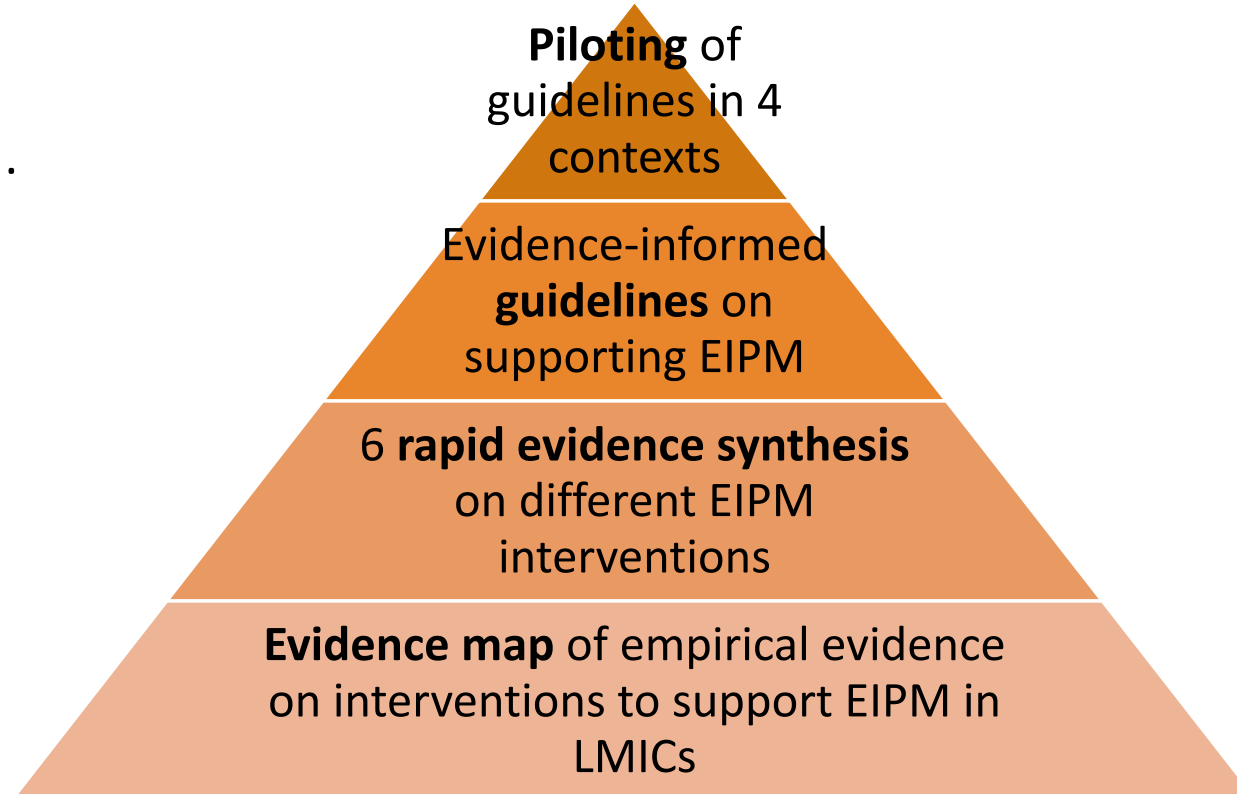 Piloting of
guidelines in 4
contexts
.
Evidence-informed
guidelines on
supporting EIPM
6 rapid evidence synthesis
on different EIPM
interventions
Evidence map of empirical evidence
on interventions to support EIPM in
LMICs